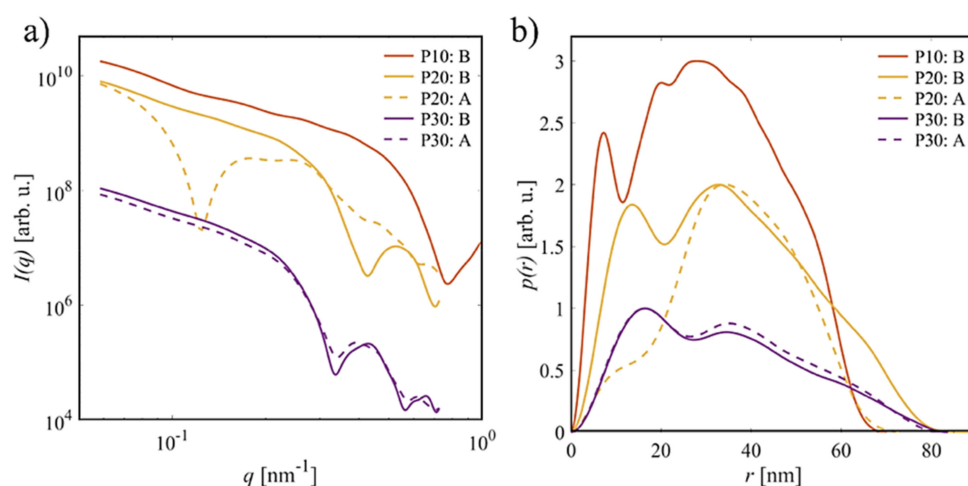 a)
I(q) [arb. u.]
10^10
10^8
10^6
10^4
P10: B
P20: B
P20: A
P30: B
P30: A
10^-1
10^0
q [nm^-1]
b)
p(r) [arb. u.]
3
2.5
2
1.5
1
0.5
0
P10: B
P20: B
P20: A
P30: B
P30: A
0
20
40
60
80
r [nm]